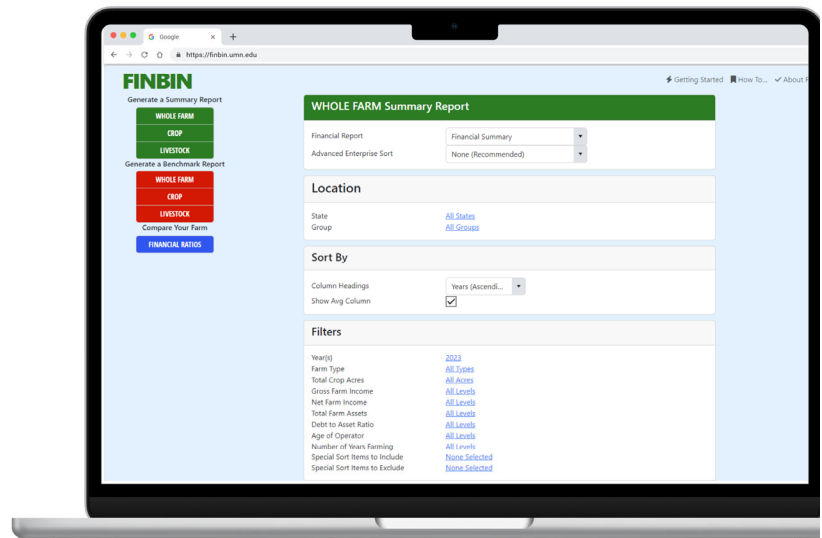 Google
https://finbin.umn.edu
FINBIN
Getting Started How To... About
Generate a Summary Report
WHOLE FARM
CROP
LIVESTOCK
Generate a Benchmark Report
WHOLE FARM
CROP
LIVESTOCK
Compare Your Farm
FINANCIAL RATIOS
WHOLE FARM Summary Report
Financial Report Financial Summary
Advanced Enterprise Sort None (Recommended)
Location
State All States
Group All Groups
Sort By
Column Headings Years (Ascendi...
Show Avg Column
Filters
Year(s) 2023
Farm Type All Types
Total Crop Acres All Acres
Gross Farm Income All Levels
Net Farm Income All Levels
Total Farm Assets All Levels
Debt to Asset Ratio All Levels
Age of Operator All Levels
Number of Years Farming All Levels
Special Sort Items to Include None Selected
Special Sort Items to Exclude None Selected